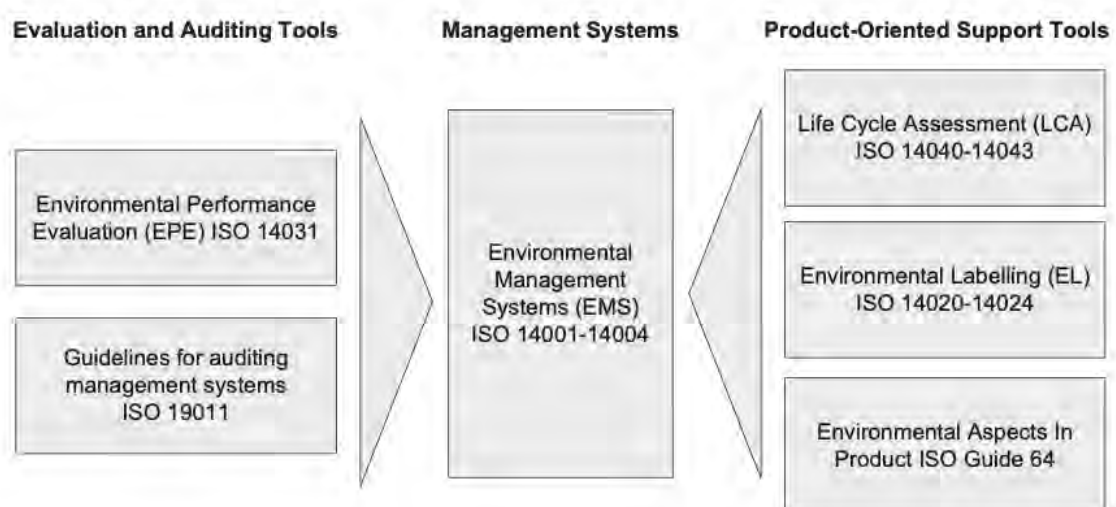 Evaluation and Auditing Tools
Management Systems
Product-Oriented Support Tools
Environmental Performance
Evaluation (EPE) ISO 14031
Guidelines for auditing
management systems
ISO 19011
Environmental
Management
Systems (EMS)
ISO 14001-14004
Life Cycle Assessment (LCA)
ISO 14040-14043
Environmental Labelling (EL)
ISO 14020-14024
Environmental Aspects In
Product ISO Guide 64